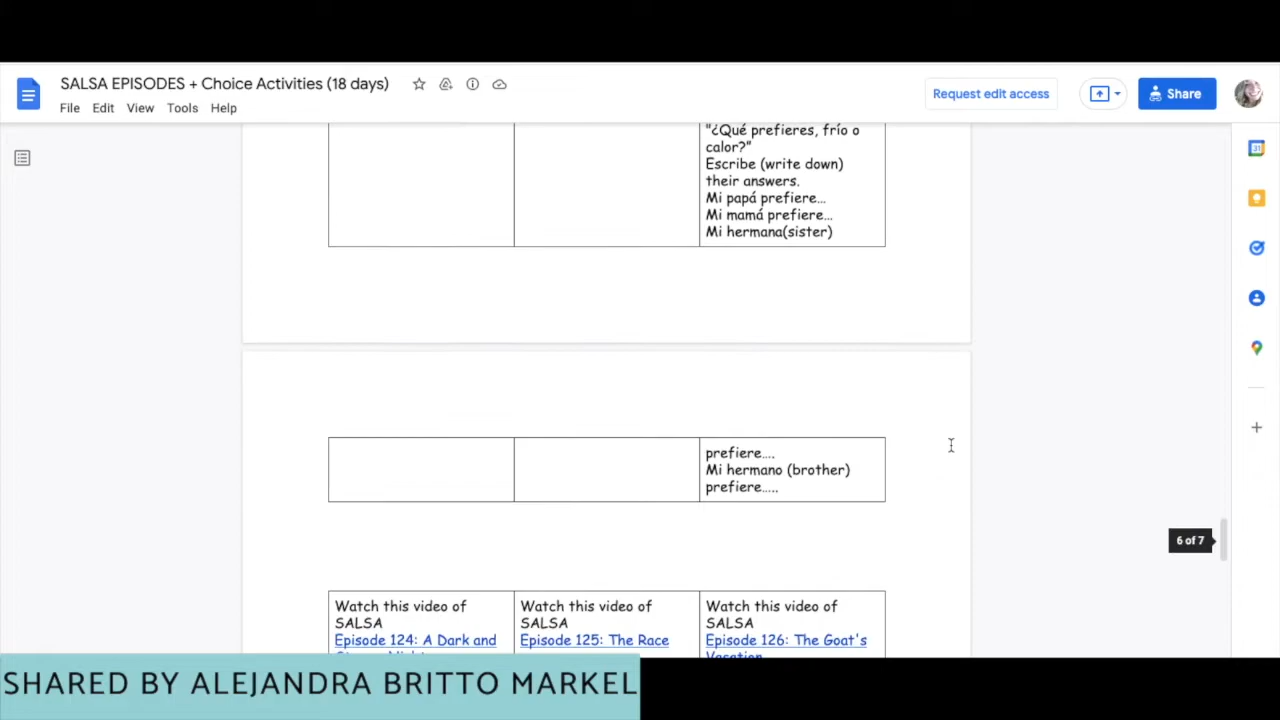 SALSA EPISODES + Choice Activities (18 days)
File Edit View Tools Help
Request edit access
Share
31
"¿Qué prefieres, frío o
calor?"
Escribe (write down)
their answers.
Mi papá prefiere...
Mi mamá prefiere...
Mi hermana(sister)
prefiere....
Mi hermano (brother)
prefiere.....
6 of 7
Watch this video of
SALSA
Episode 124: A Dark and
Watch this video of
SALSA
Episode 125: The Race
Watch this video of
SALSA
Episode 126: The Goat's
Vacation
SHARED BY ALEJANDRA BRITTO MARKEL